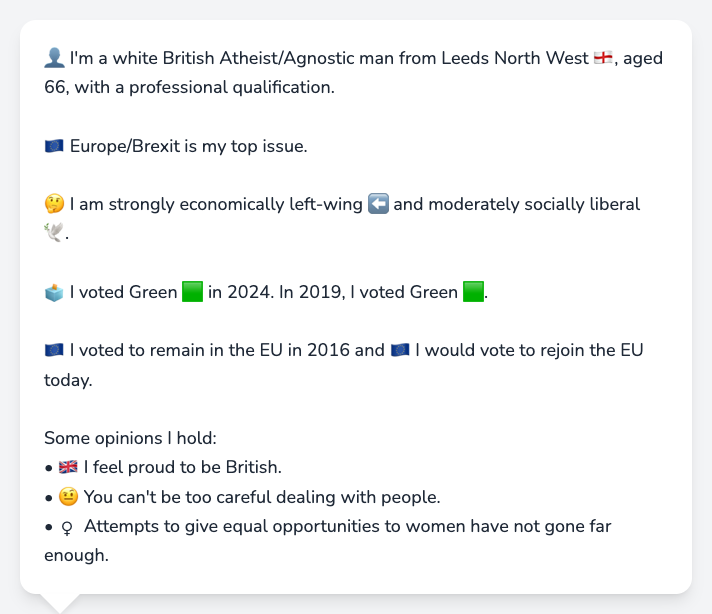 👤 I'm a white British Atheist/Agnostic man from Leeds North West 🏴󠁧󠁢󠁥󠁮󠁧󠁿, aged
66, with a professional qualification.
🇪🇺 Europe/Brexit is my top issue.
🤔 I am strongly economically left-wing ⬅️ and moderately socially liberal
🕊️.
🗳️ I voted Green 🟩 in 2024. In 2019, I voted Green 🟩.
🇪🇺 I voted to remain in the EU in 2016 and 🇪🇺 I would vote to rejoin the EU
today.
Some opinions I hold:
• 🇬🇧 I feel proud to be British.
• 🤨 You can't be too careful dealing with people.
• ♀ Attempts to give equal opportunities to women have not gone far
enough.